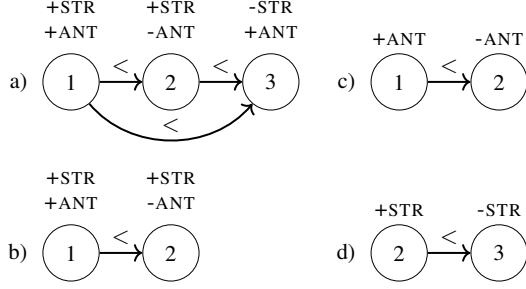 +STR +STR -STR
+ANT -ANT +ANT
a) 1 < 2 < 3
<
+ANT -ANT
c) 1 < 2
+STR +STR
+ANT -ANT
b) 1 < 2
+STR -STR
d) 2 < 3